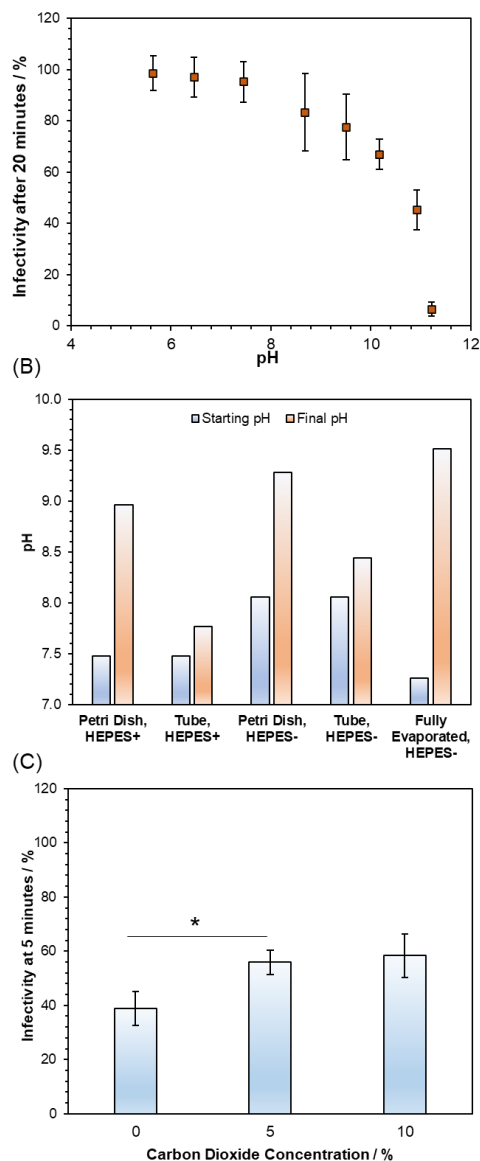 120
100
80
60
40
20
0
Infectivity after 20 minutes / %
4
6
8
10
12
pH
(B)
10.0
9.5
9.0
8.5
8.0
7.5
7.0
pH
Starting pH
Final pH
Petri Dish,
HEPES+
Tube,
HEPES+
Petri Dish,
HEPES-
Tube,
HEPES-
Fully
Evaporated,
HEPES-
(C)
120
100
80
60
40
20
0
Infectivity at 5 minutes / %
*
0
5
10
Carbon Dioxide Concentration / %